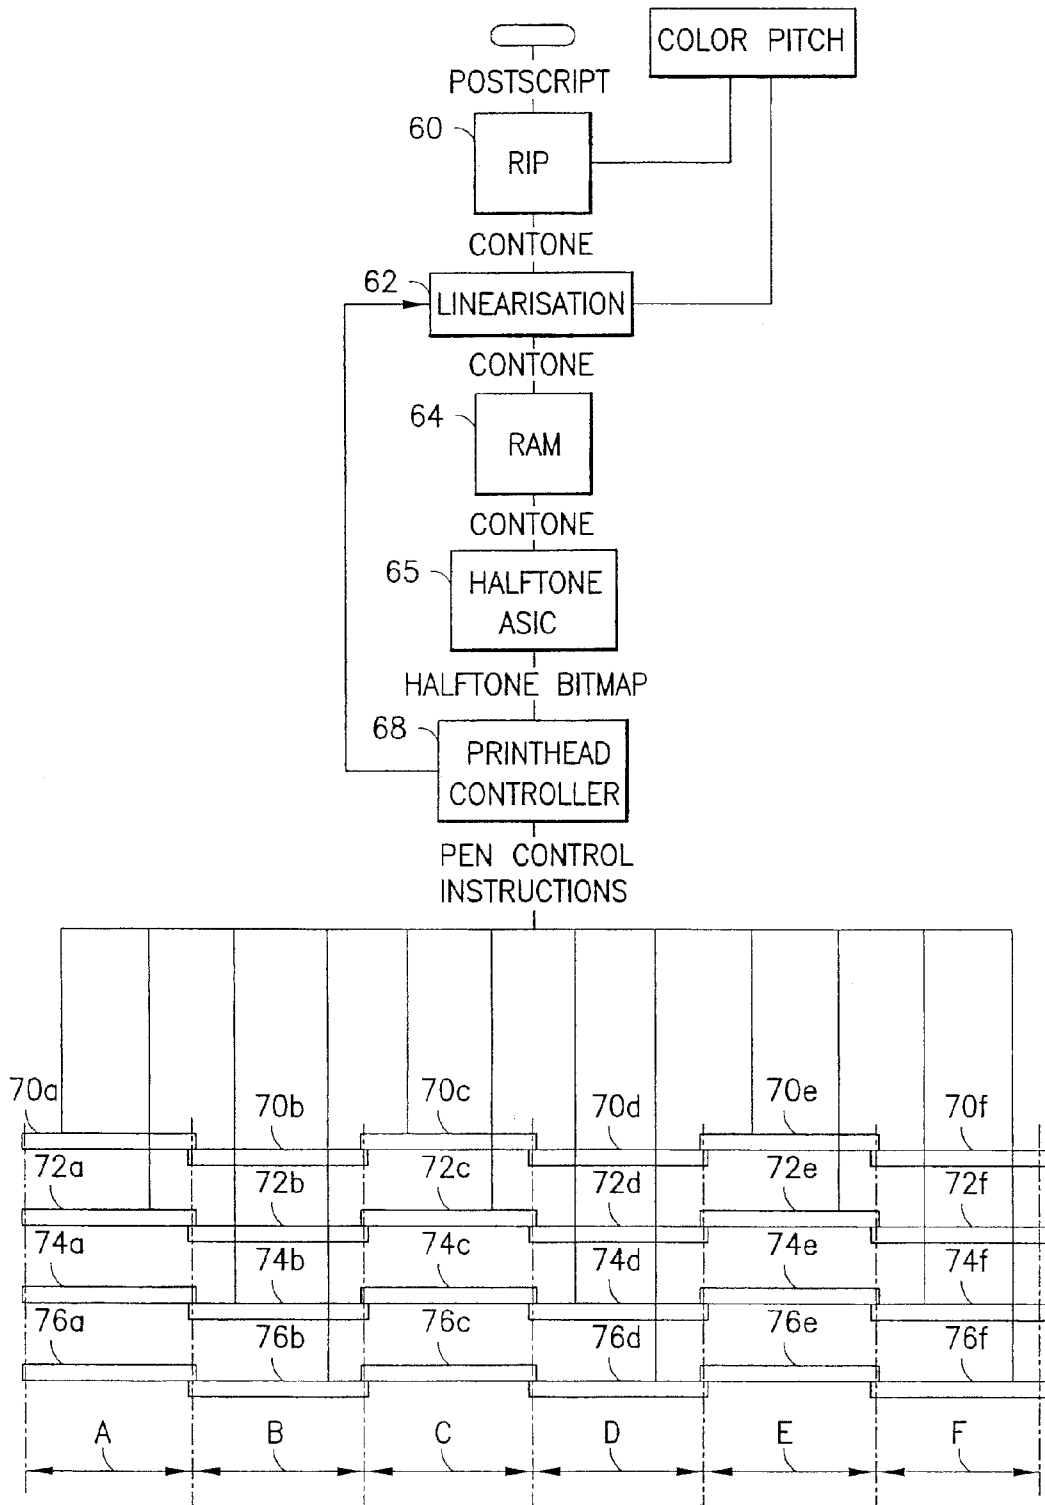 COLOR PITCH
POSTSCRIPT
60
RIP
CONTONE
62
LINEARISATION
CONTONE
64
RAM
CONTONE
65
HALFTONE
ASIC
HALFTONE BITMAP
68
PRINTHEAD
CONTROLLER
PEN CONTROL
INSTRUCTIONS
70a 70b 70c 70d 70e 70f
72a 72b 72c 72d 72e 72f
74a 74b 74c 74d 74e 74f
76a 76b 76c 76d 76e 76f
A B C D E F